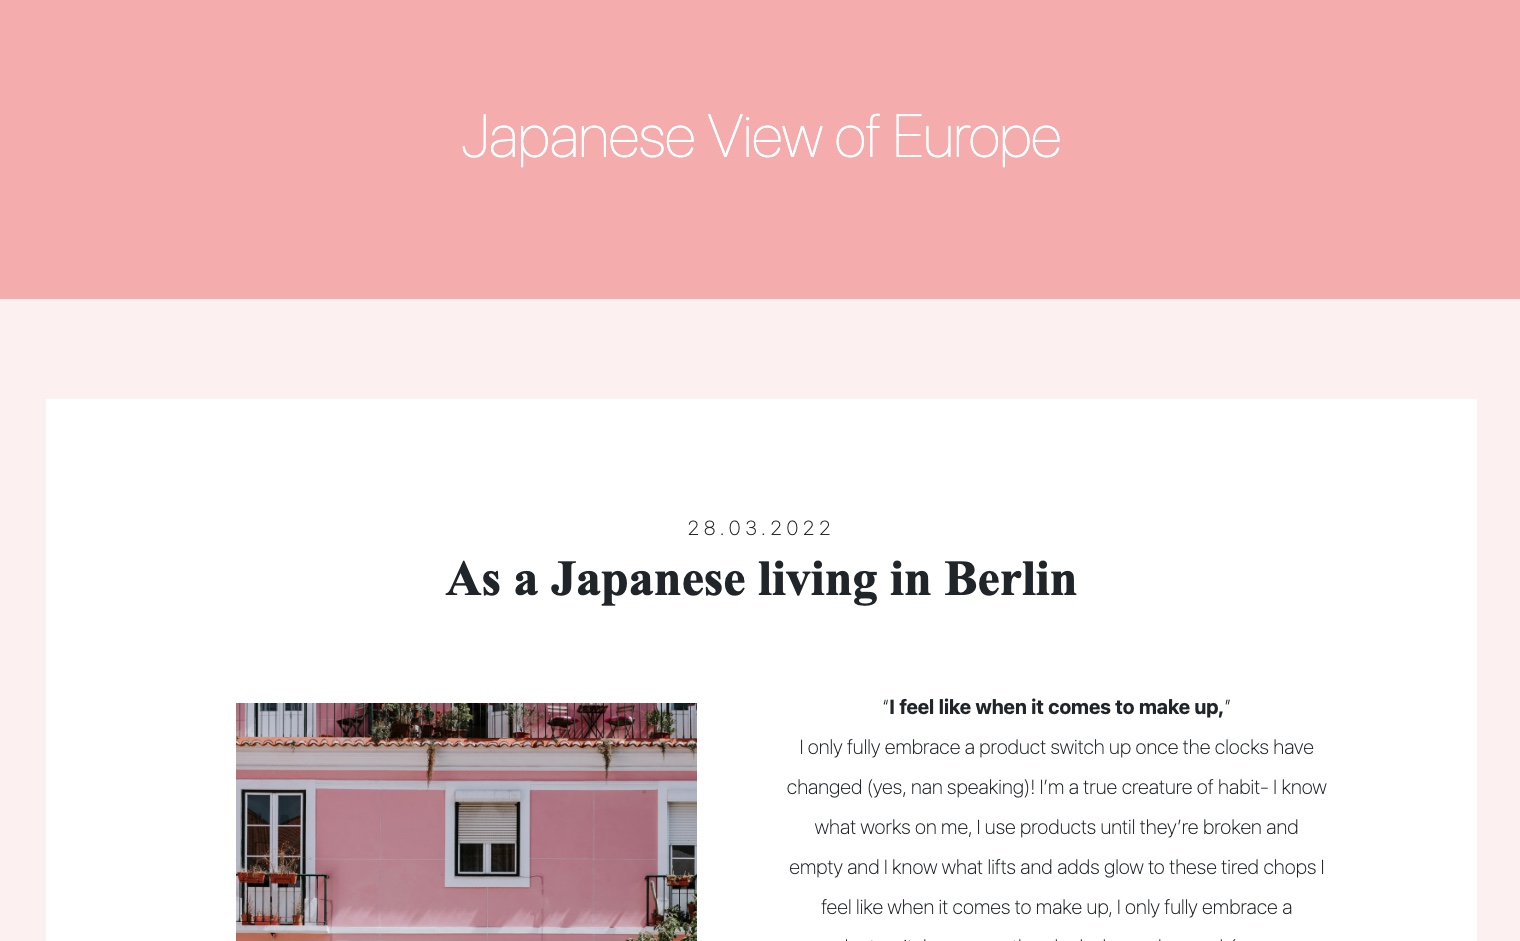 Japanese View of Europe
28.03.2022
As a Japanese living in Berlin
"I feel like when it comes to make up,"
I only fully embrace a product switch up once the clocks have
changed (yes, nan speaking)! I’m a true creature of habit- I know
what works on me, I use products until they’re broken and
empty and I know what lifts and adds glow to these tired chops I
feel like when it comes to make up, I only fully embrace a